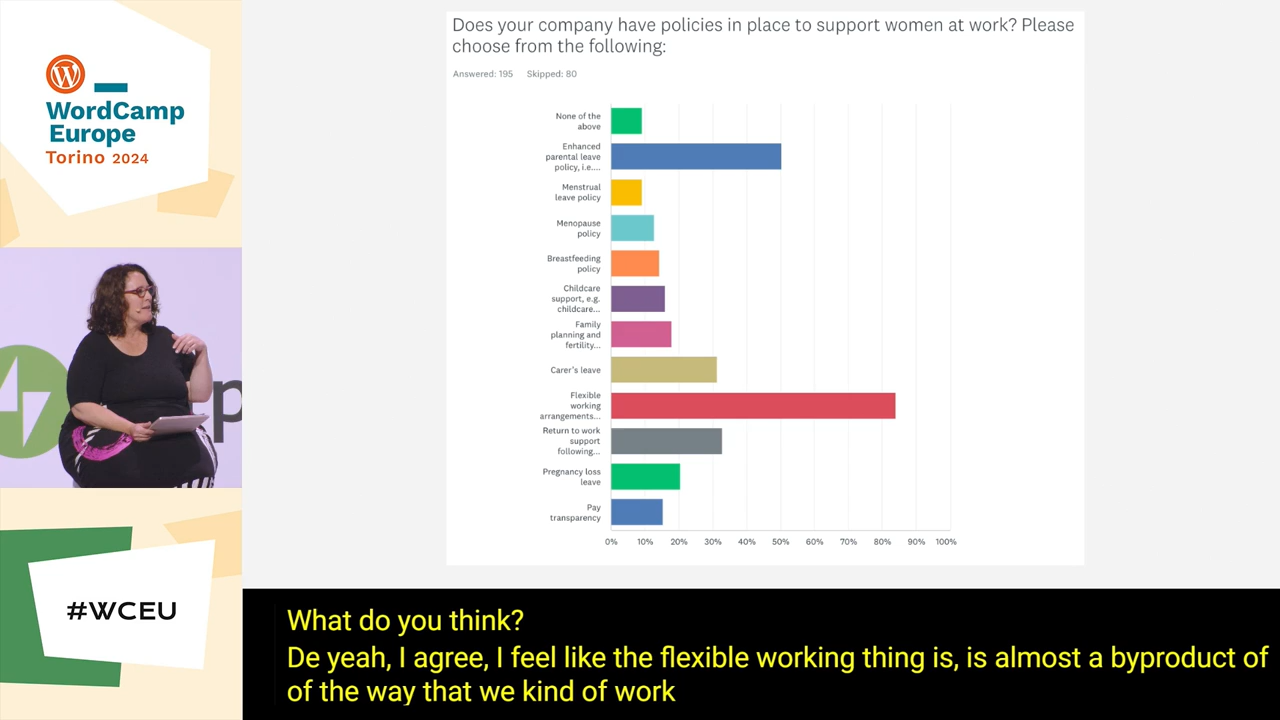 WordCamp
Europe
Torino 2024
#WCEU
Does your company have policies in place to support women at work? Please
choose from the following:
Answered: 195 Skipped: 80
None of the
above
Enhanced
parental leave
policy, i.e....
Menstrual
leave policy
Menopause
policy
Breastfeeding
policy
Childcare
support, e.g.
childcare...
Family
planning and
fertility...
Carer's leave
Flexible
working
arrangements...
Return to work
support
following...
Pregnancy loss
leave
Pay
transparency
0% 10% 20% 30% 40% 50% 60% 70% 80% 90% 100%
What do you think?
De yeah, I agree, I feel like the flexible working thing is, is almost a byproduct of
of the way that we kind of work